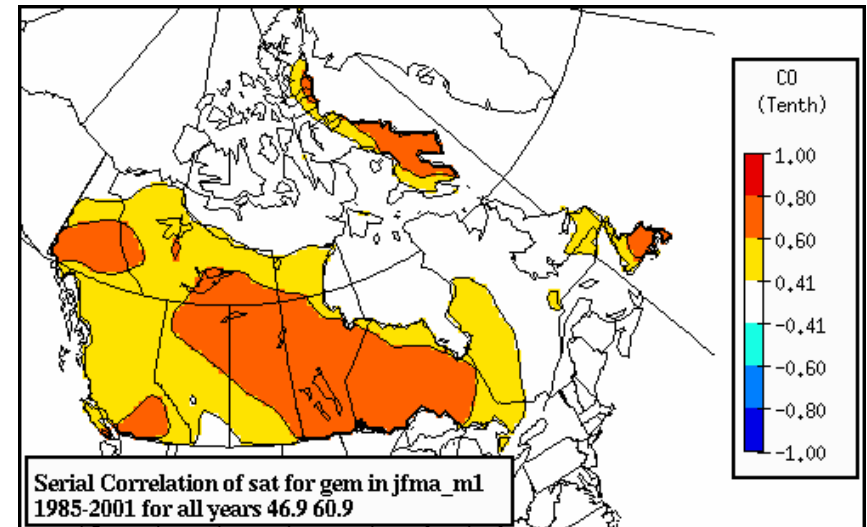 CO
(Tenth)
1.00
0.80
0.60
0.41
-0.41
-0.60
-0.80
-1.00
Serial Correlation of sat for gem in jfma_m1
1985-2001 for all years 46.9 60.9